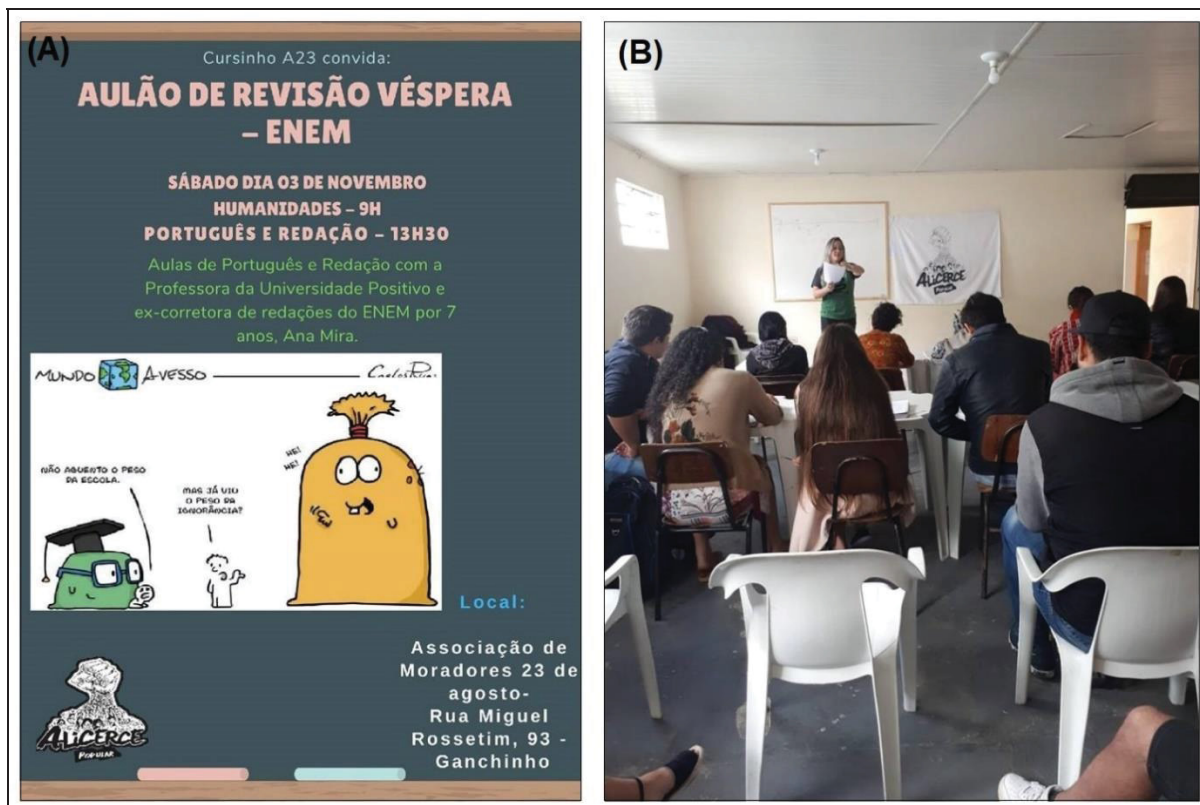 (A)
Cursinho A23 convida:
AULÃO DE REVISÃO VÉSPERA
– ENEM
SÁBADO DIA 03 DE NOVEMBRO
HUMANIDADES – 9H
PORTUGUÊS E REDAÇÃO – 13H30
Aulas de Português e Redação com a
Professora da Universidade Positivo e
ex-corretora de redações do ENEM por 7
anos, Ana Mira.
MUNDO AVESSO
NÃO AGUENTO O PESO
DA ESCOLA.
MAS JÁ VIU
O PESO DA
IGNORÂNCIA?
HE!
HE!
Local:
Associação de
Moradores 23 de
agosto-
Rua Miguel
Rossetim, 93 -
Ganchinho
ALICERCE
POPULAR
(B)
ALICERCE
POPULAR